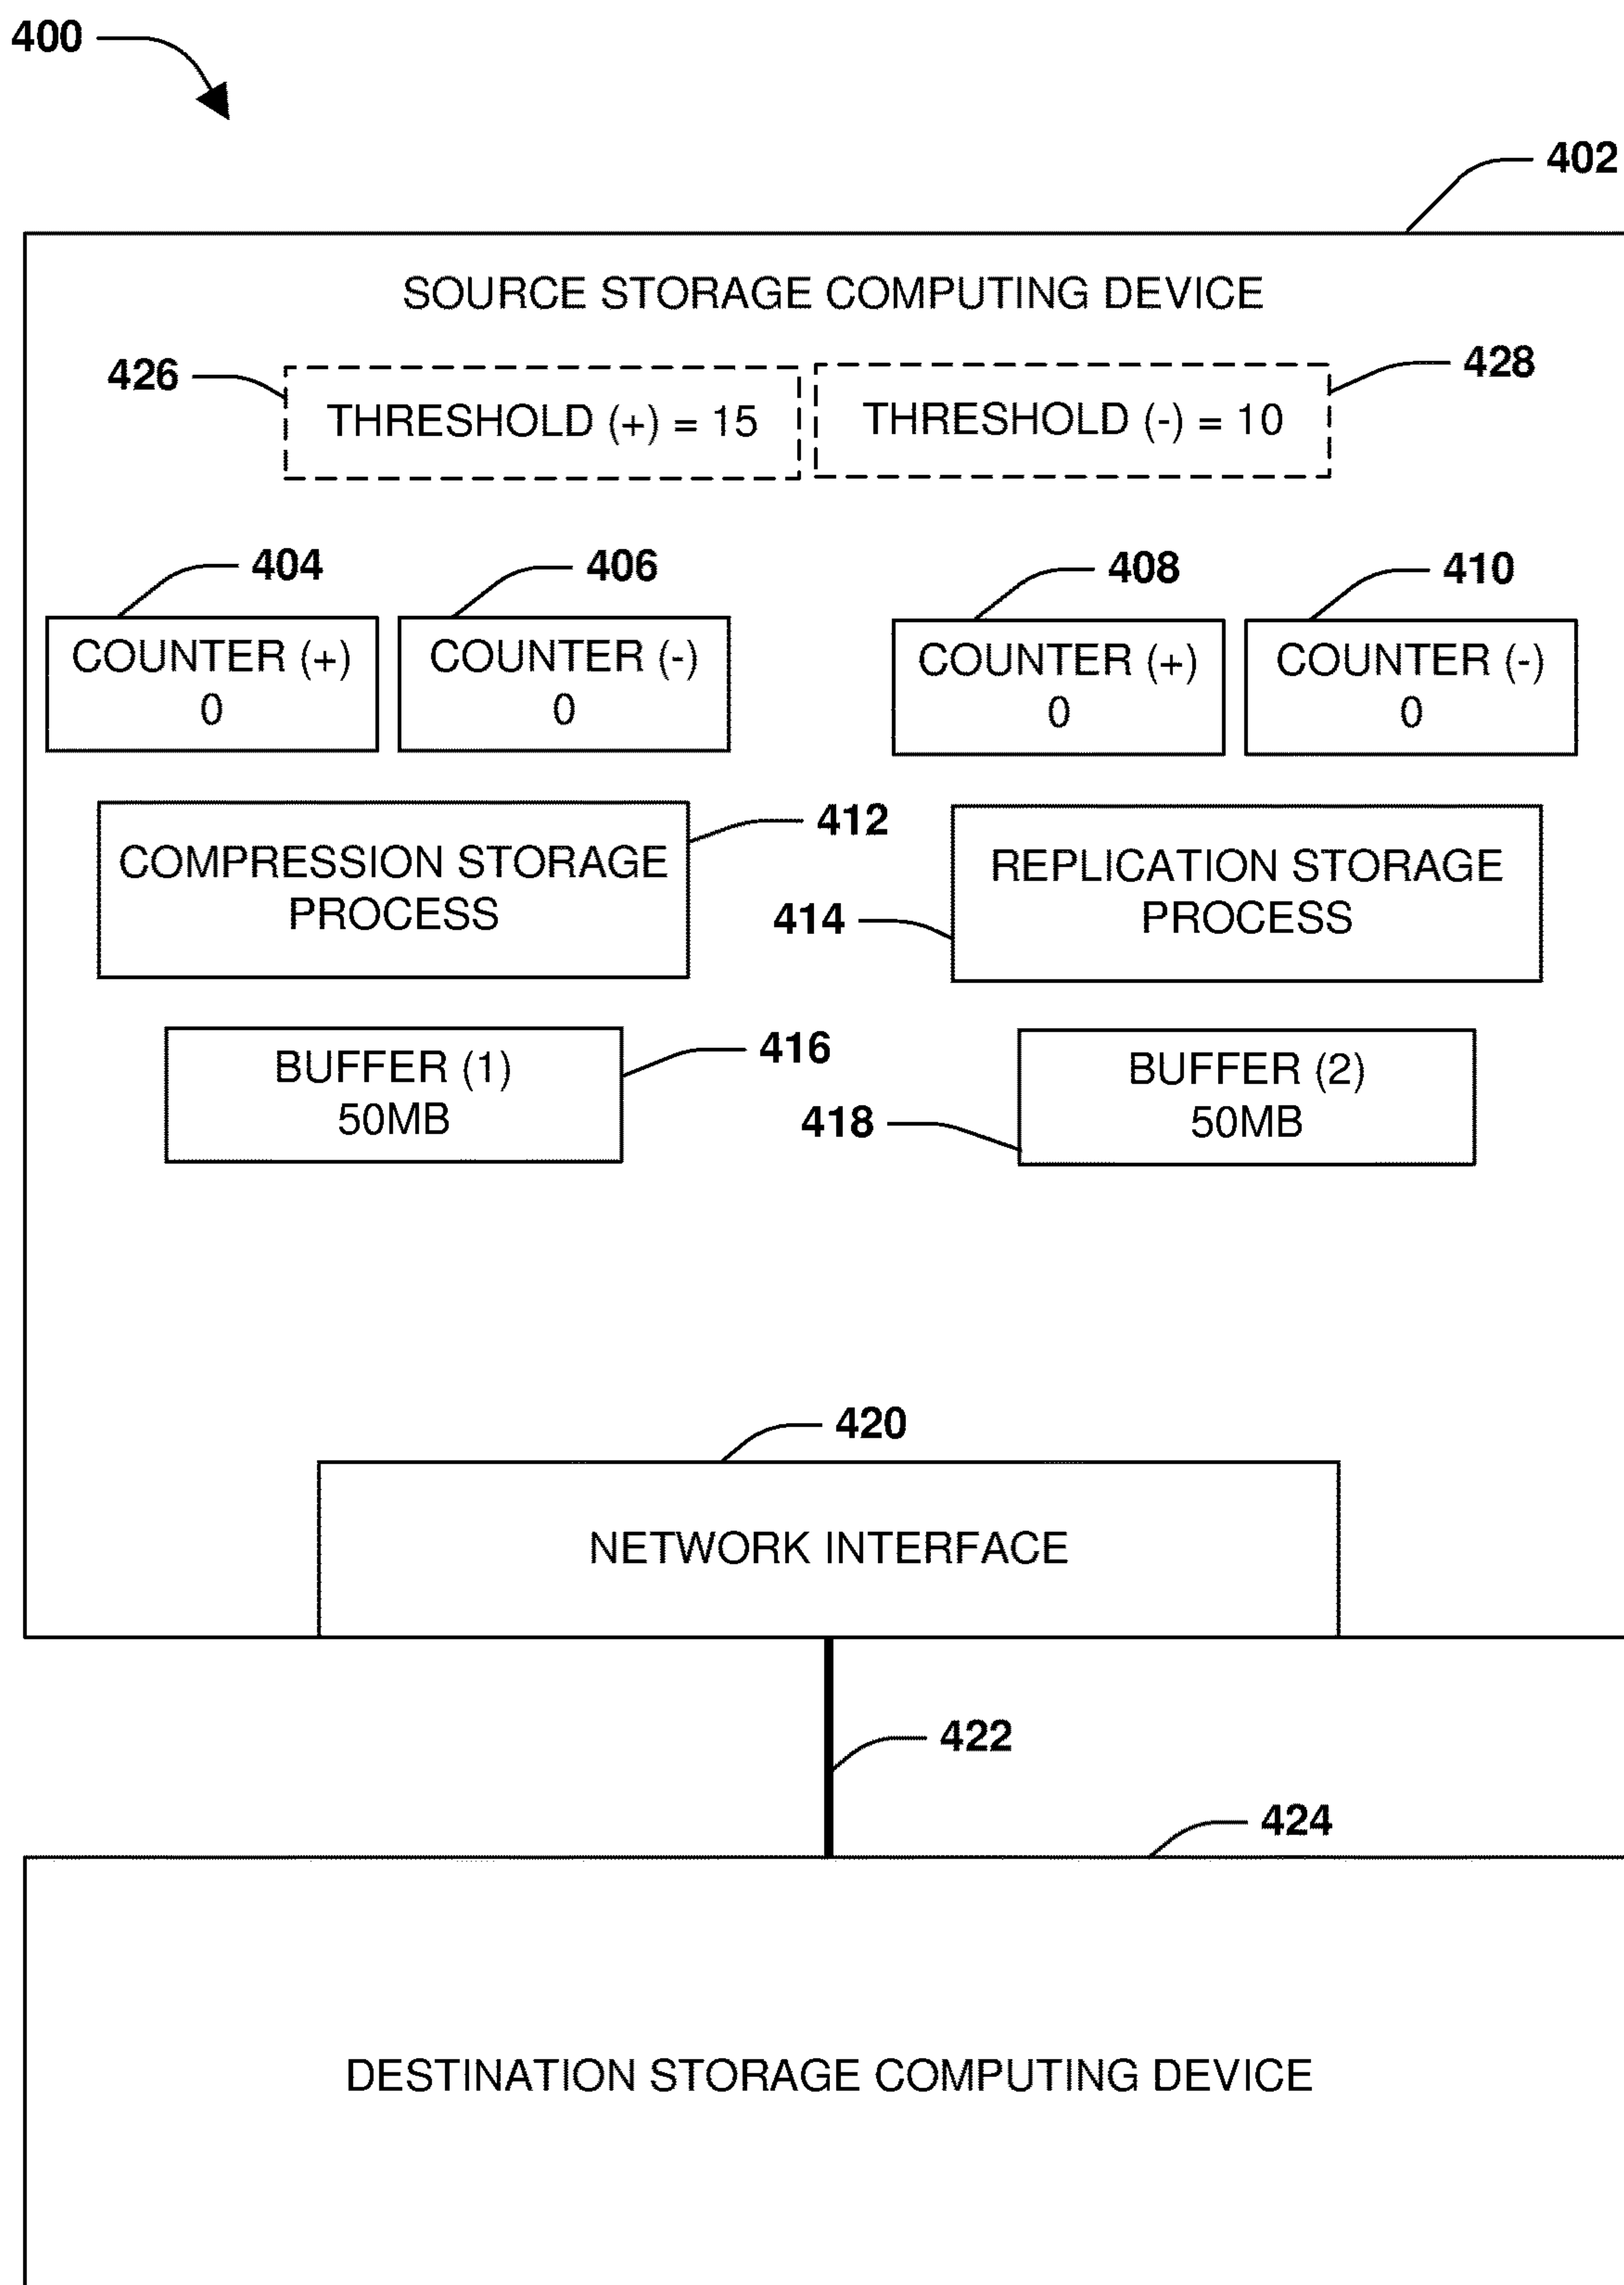 400
402
SOURCE STORAGE COMPUTING DEVICE
426
428
THRESHOLD (+) = 15
THRESHOLD (-) = 10
404
406
408
410
COUNTER (+)
0
COUNTER (-)
0
COUNTER (+)
0
COUNTER (-)
0
412
COMPRESSION STORAGE
PROCESS
414
REPLICATION STORAGE
PROCESS
BUFFER (1)
50MB
416
418
BUFFER (2)
50MB
420
NETWORK INTERFACE
422
424
DESTINATION STORAGE COMPUTING DEVICE